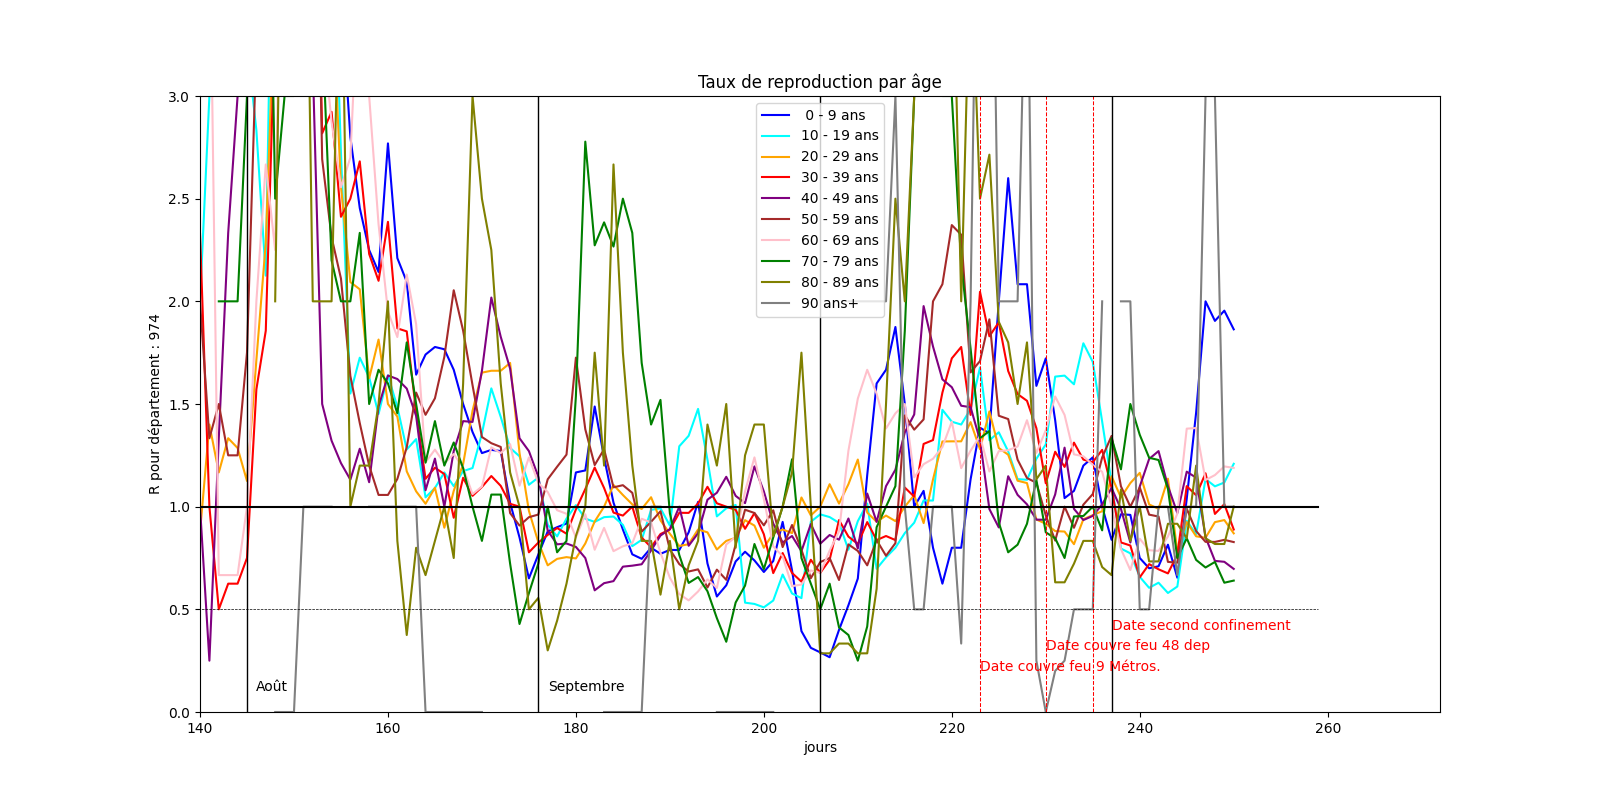 Taux de reproduction par âge
R pour département : 974
3.0
2.5
2.0
1.5
1.0
0.5
0.0
0 - 9 ans
10 - 19 ans
20 - 29 ans
30 - 39 ans
40 - 49 ans
50 - 59 ans
60 - 69 ans
70 - 79 ans
80 - 89 ans
90 ans+
Date second confinement
Date couvre feu 48 dep
Date couvre feu 9 Métros.
Août
Septembre
140
160
180
200
220
240
260
jours